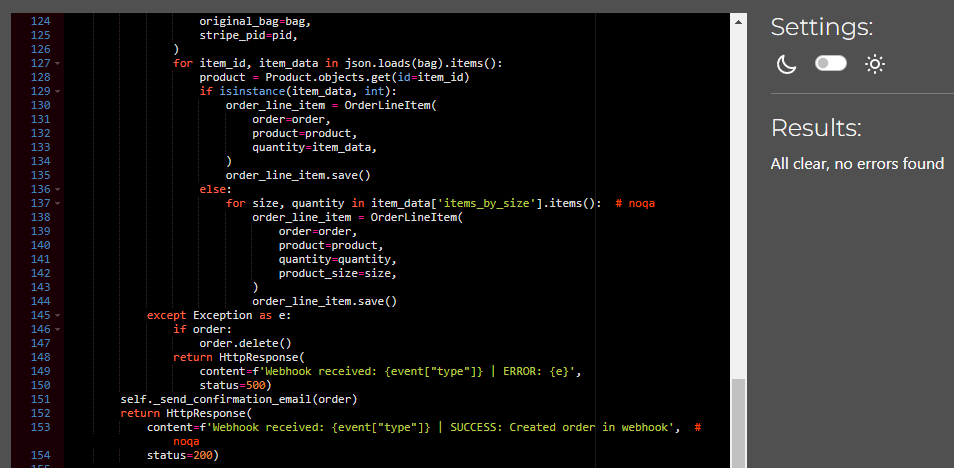 124 original_bag=bag,
125 stripe_pid=pid,
126 )
127 for item_id, item_data in json.loads(bag).items():
128 product = Product.objects.get(id=item_id)
129 if isinstance(item_data, int):
130 order_line_item = OrderLineItem(
131 order=order,
132 product=product,
133 quantity=item_data,
134 )
135 order_line_item.save()
136 else:
137 for size, quantity in item_data['items_by_size'].items():  # noqa
138 order_line_item = OrderLineItem(
139 order=order,
140 product=product,
141 quantity=quantity,
142 product_size=size,
143 )
144 order_line_item.save()
145 except Exception as e:
146 if order:
147 order.delete()
148 return HttpResponse(
149 content=f'Webhook received: {event["type"]} | ERROR: {e}',
150 status=500)
151 self._send_confirmation_email(order)
152 return HttpResponse(
153 content=f'Webhook received: {event["type"]} | SUCCESS: Created order in webhook',  #
noqa
154 status=200)
Settings:
Results:
All clear, no errors found